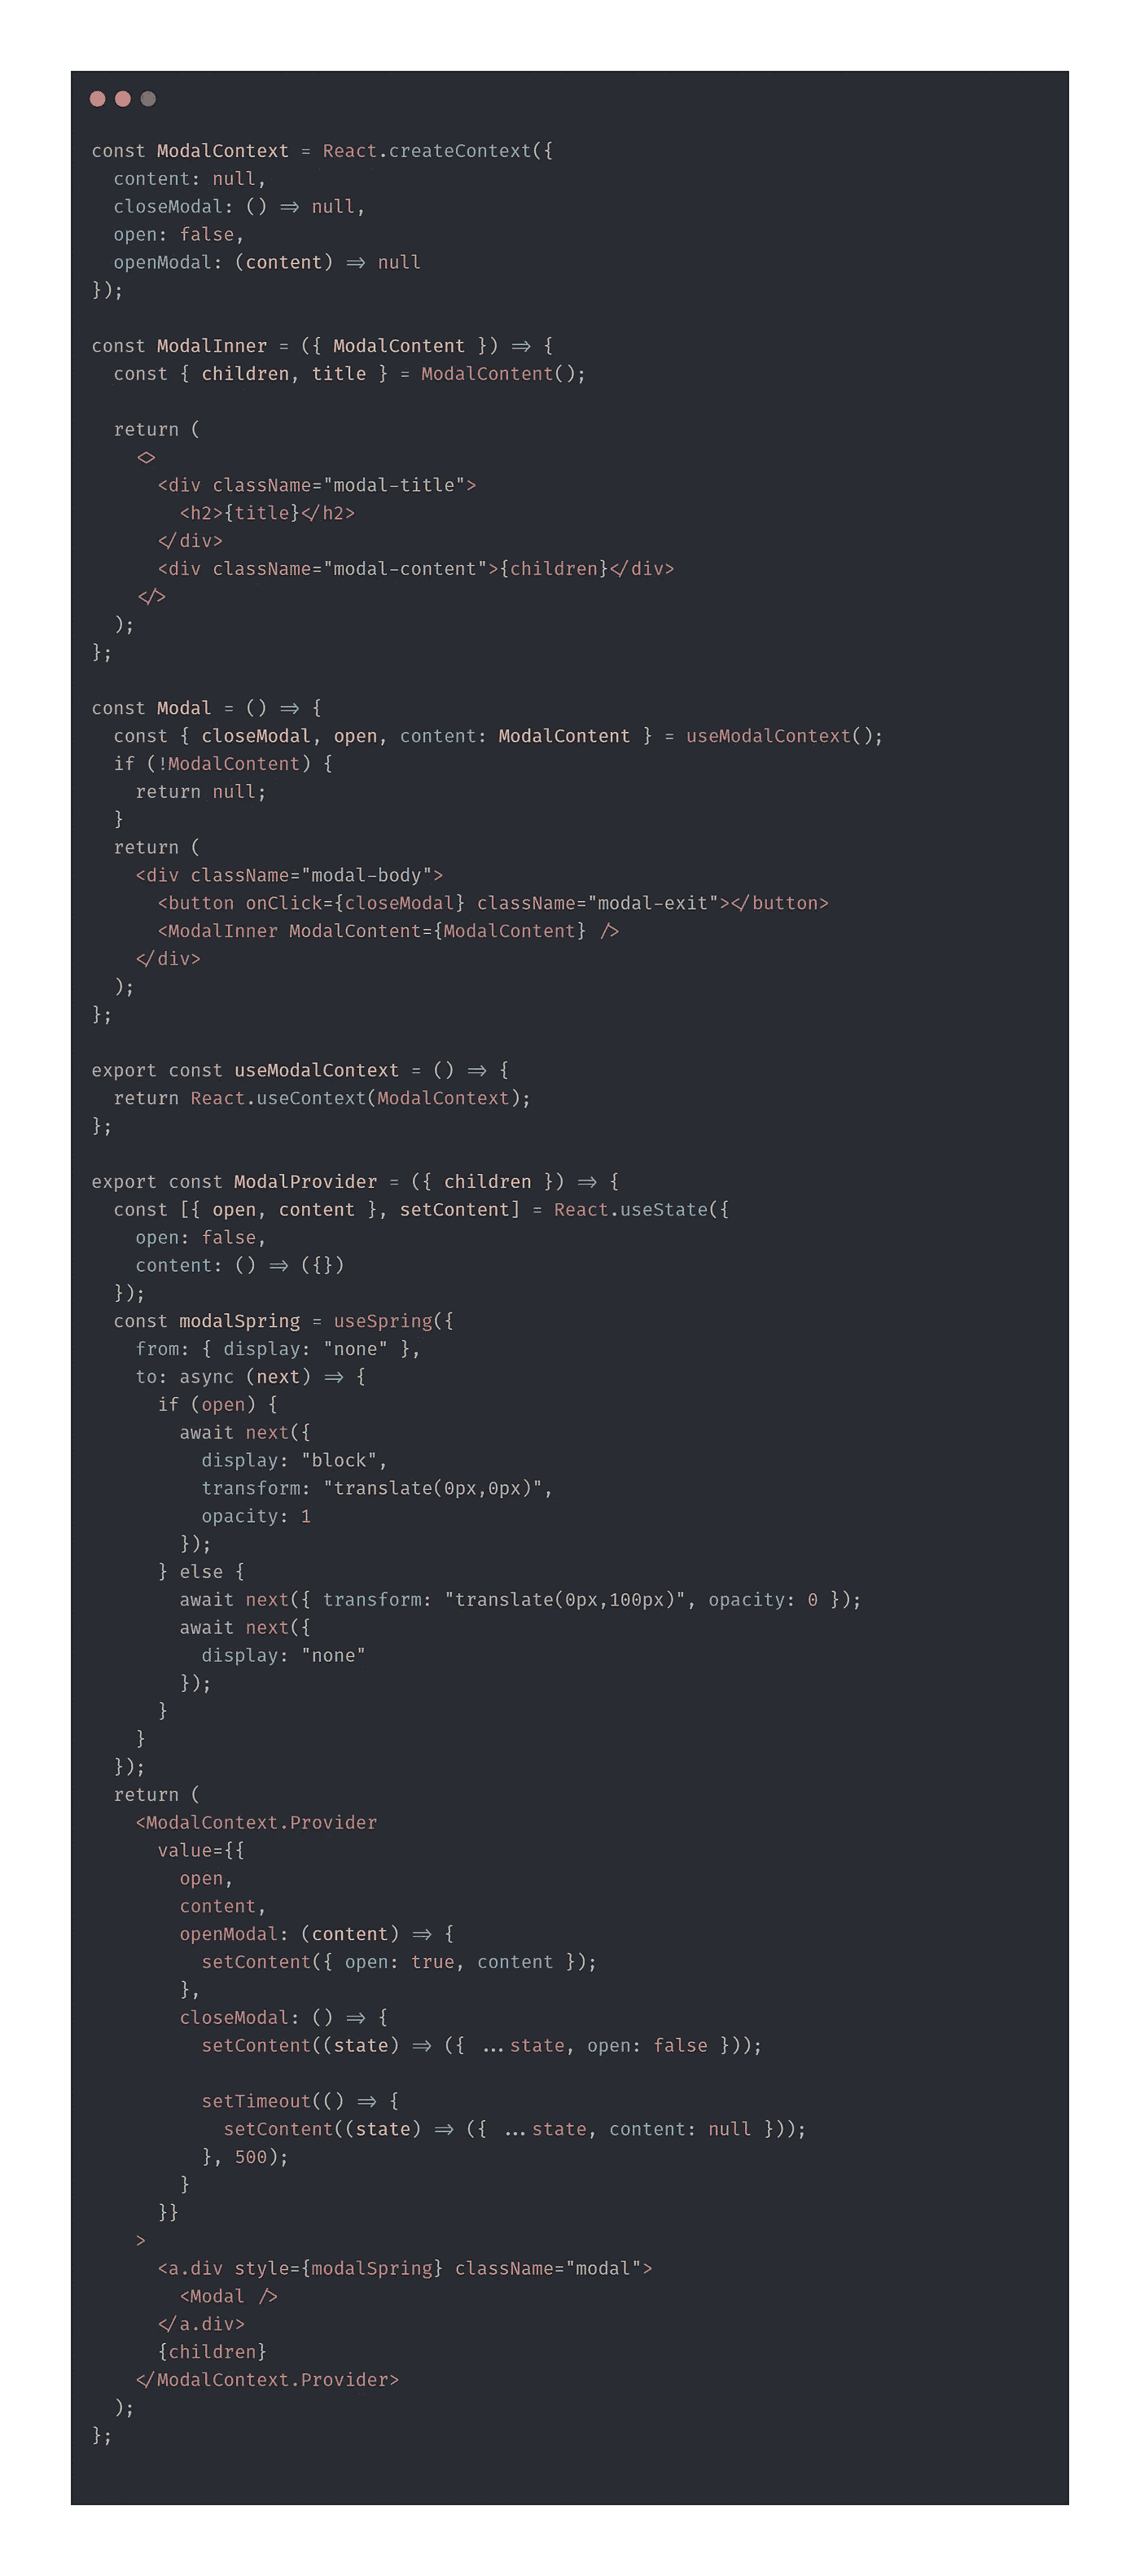 const ModalContext = React.createContext({
  content: null,
  closeModal: () => null,
  open: false,
  openModal: (content) => null
});

const ModalInner = ({ ModalContent }) => {
  const { children, title } = ModalContent();

  return (
    <>
      <div className="modal-title">
        <h2>{title}</h2>
      </div>
      <div className="modal-content">{children}</div>
    </>
  );
};

const Modal = () => {
  const { closeModal, open, content: ModalContent } = useModalContext();
  if (!ModalContent) {
    return null;
  }
  return (
    <div className="modal-body">
      <button onClick={closeModal} className="modal-exit"></button>
      <ModalInner ModalContent={ModalContent} />
    </div>
  );
};

export const useModalContext = () => {
  return React.useContext(ModalContext);
};

export const ModalProvider = ({ children }) => {
  const [{ open, content }, setContent] = React.useState({
    open: false,
    content: () => ({})
  });
  const modalSpring = useSpring({
    from: { display: "none" },
    to: async (next) => {
      if (open) {
        await next({
          display: "block",
          transform: "translate(0px,0px)",
          opacity: 1
        });
      } else {
        await next({ transform: "translate(0px,100px)", opacity: 0 });
        await next({
          display: "none"
        });
      }
    }
  });
  return (
    <ModalContext.Provider
      value={{
        open,
        content,
        openModal: (content) => {
          setContent({ open: true, content });
        },
        closeModal: () => {
          setContent((state) => ({ ...state, open: false }));

          setTimeout(() => {
            setContent((state) => ({ ...state, content: null }));
          }, 500);
        }
      }}
    >
      <a.div style={modalSpring} className="modal">
        <Modal />
      </a.div>
      {children}
    </ModalContext.Provider>
  );
};